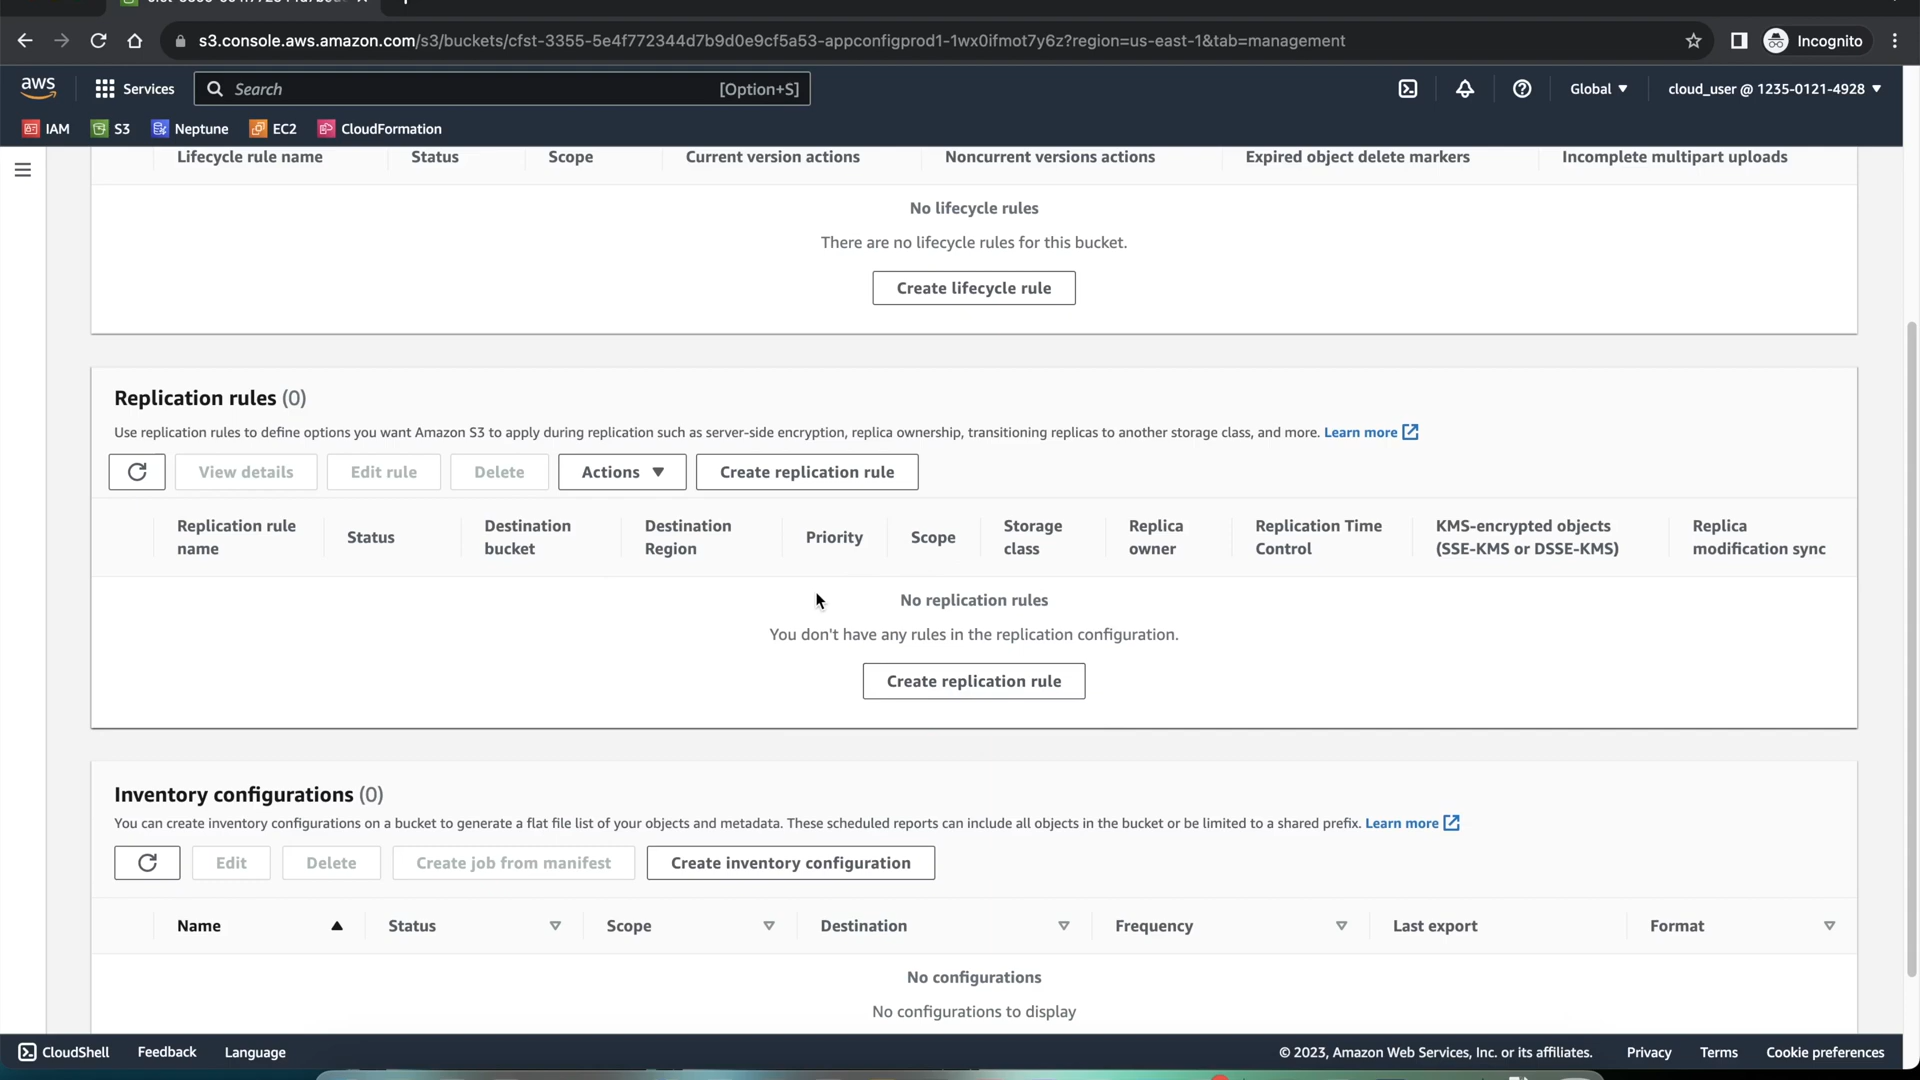 s3.console.aws.amazon.com/s3/buckets/cfst-3355-5e4f772344d7b9d0e9cf5a53-appconfigprod1-1wx0ifmot7y6z?region=us-east-1&tab=management
Incognito
aws
Services
Search
[Option+S]
Global
cloud_user @ 1235-0121-4928
IAM
S3
Neptune
EC2
CloudFormation
Lifecycle rule name
Status
Scope
Current version actions
Noncurrent versions actions
Expired object delete markers
Incomplete multipart uploads
No lifecycle rules
There are no lifecycle rules for this bucket.
Create lifecycle rule
Replication rules (0)
Use replication rules to define options you want Amazon S3 to apply during replication such as server-side encryption, replica ownership, transitioning replicas to another storage class, and more. Learn more
View details
Edit rule
Delete
Actions
Create replication rule
Replication rule
name
Status
Destination
bucket
Destination
Region
Priority
Scope
Storage
class
Replica
owner
Replication Time
Control
KMS-encrypted objects
(SSE-KMS or DSSE-KMS)
Replica
modification sync
No replication rules
You don't have any rules in the replication configuration.
Create replication rule
Inventory configurations (0)
You can create inventory configurations on a bucket to generate a flat file list of your objects and metadata. These scheduled reports can include all objects in the bucket or be limited to a shared prefix. Learn more
Edit
Delete
Create job from manifest
Create inventory configuration
Name
Status
Scope
Destination
Frequency
Last export
Format
No configurations
No configurations to display
CloudShell
Feedback
Language
© 2023, Amazon Web Services, Inc. or its affiliates.
Privacy
Terms
Cookie preferences